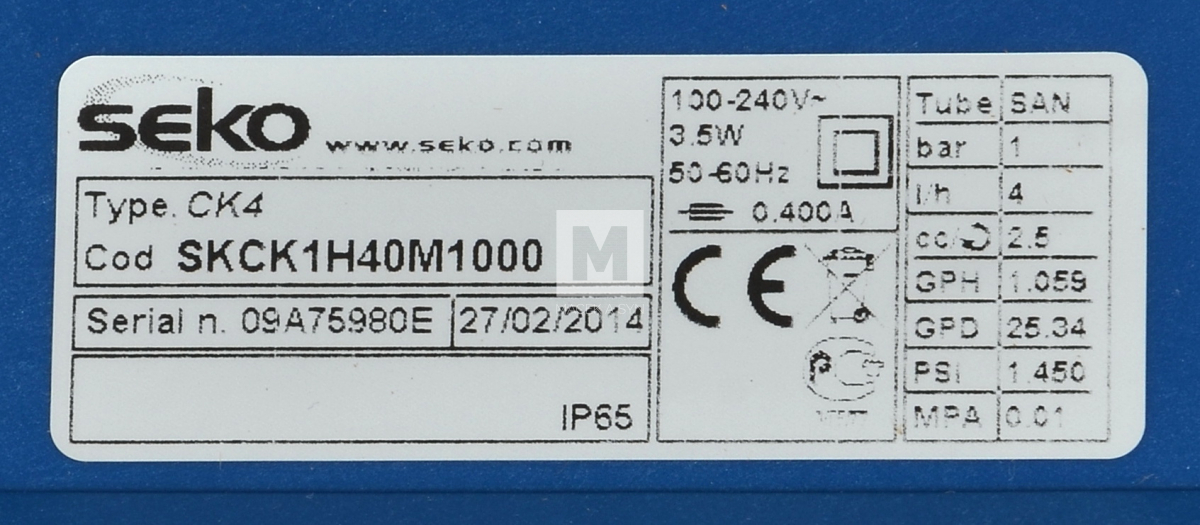 seko www.seko.com
Type. CK4
Cod SKCK1H40M1000
Serial n. 09A75980E 27/02/2014
IP65
100-240V~
3.5W
50-60Hz
0.400A
CE
Tube SAN
bar 1
l/h 4
cc/ 2.5
GPH 1.059
GPD 25.34
PSI 1.450
MPA 0.01
M